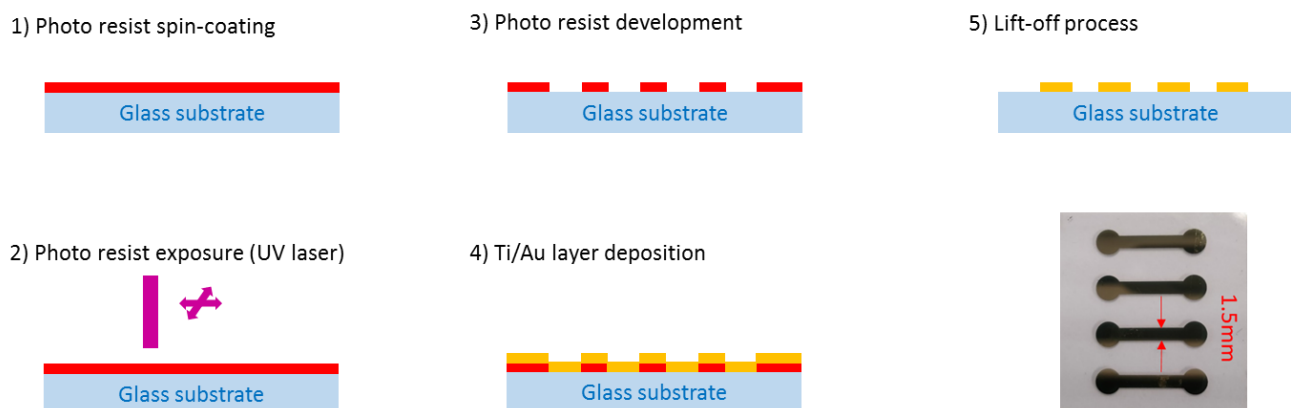 1) Photo resist spin-coating
Glass substrate
2) Photo resist exposure (UV laser)
Glass substrate
3) Photo resist development
Glass substrate
4) Ti/Au layer deposition
Glass substrate
5) Lift-off process
Glass substrate
1.5mm